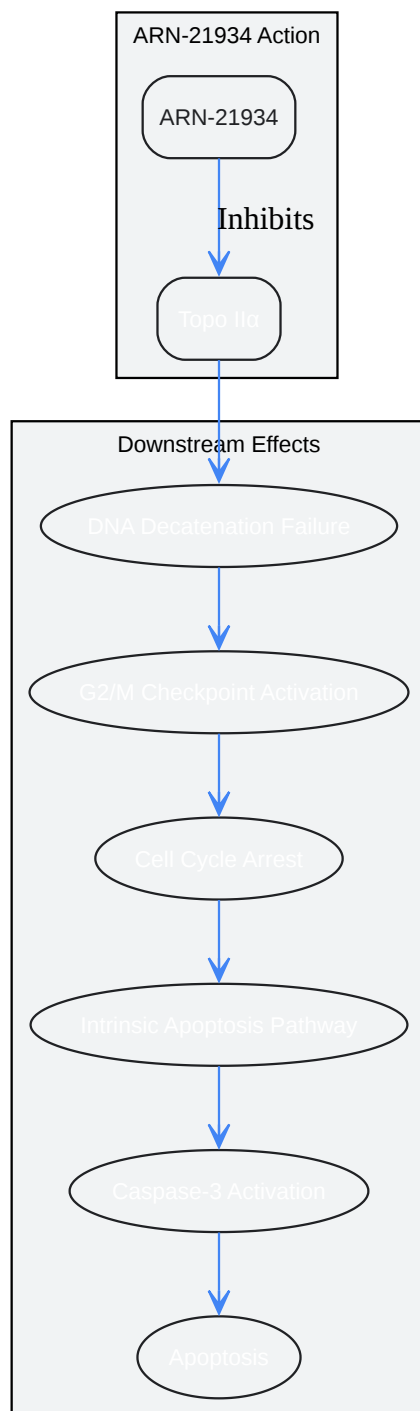 ARN-21934 Action
ARN-21934
Inhibits
Topo IIα
Downstream Effects
DNA Decatenation Failure
G2/M Checkpoint Activation
Cell Cycle Arrest
Intrinsic Apoptosis Pathway
Caspase-3 Activation
Apoptosis